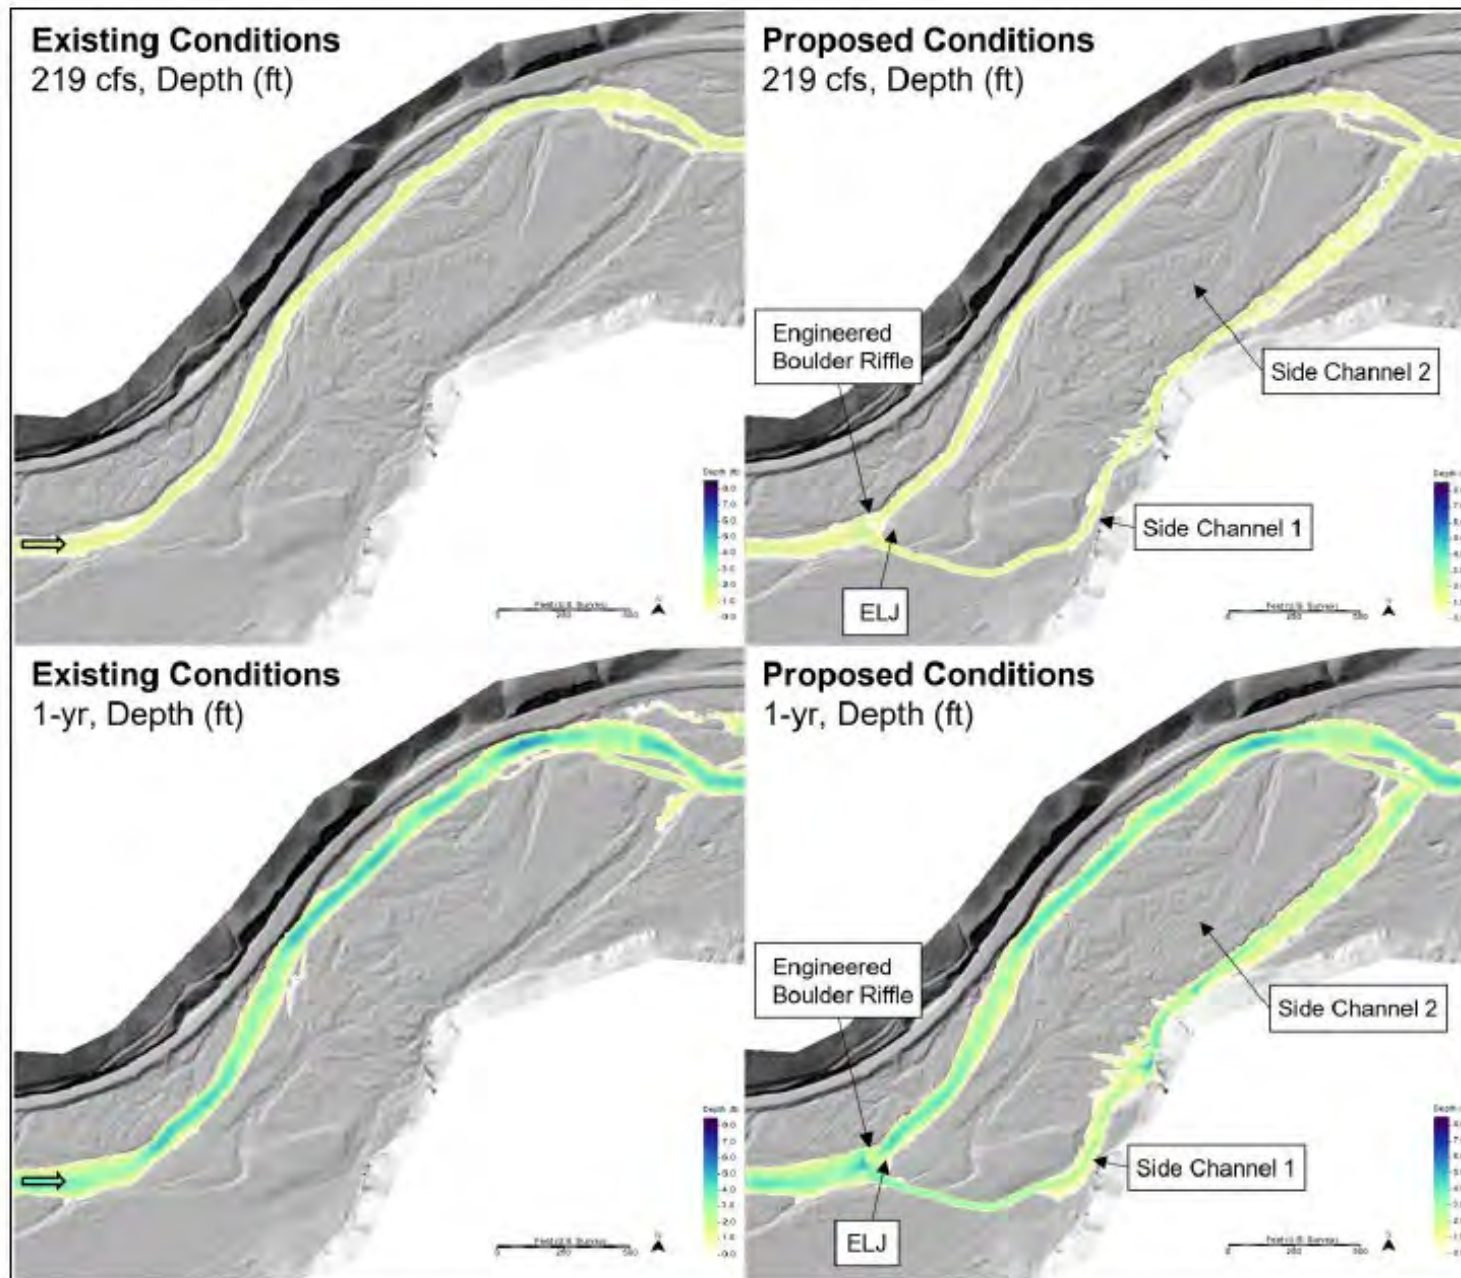 Existing Conditions
219 cfs, Depth (ft)
Proposed Conditions
219 cfs, Depth (ft)
Engineered
Boulder Riffle
Side Channel 2
Side Channel 1
ELJ
Existing Conditions
1-yr, Depth (ft)
Proposed Conditions
1-yr, Depth (ft)
Engineered
Boulder Riffle
Side Channel 2
Side Channel 1
ELJ